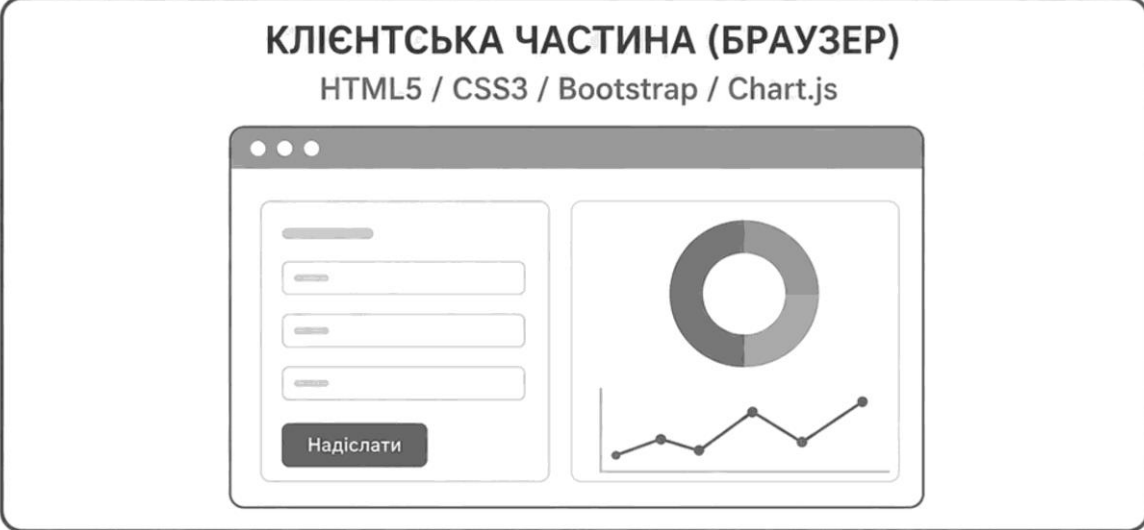 КЛІЄНТСЬКА ЧАСТИНА (БРАУЗЕР)
HTML5 / CSS3 / Bootstrap / Chart.js
Надіслати